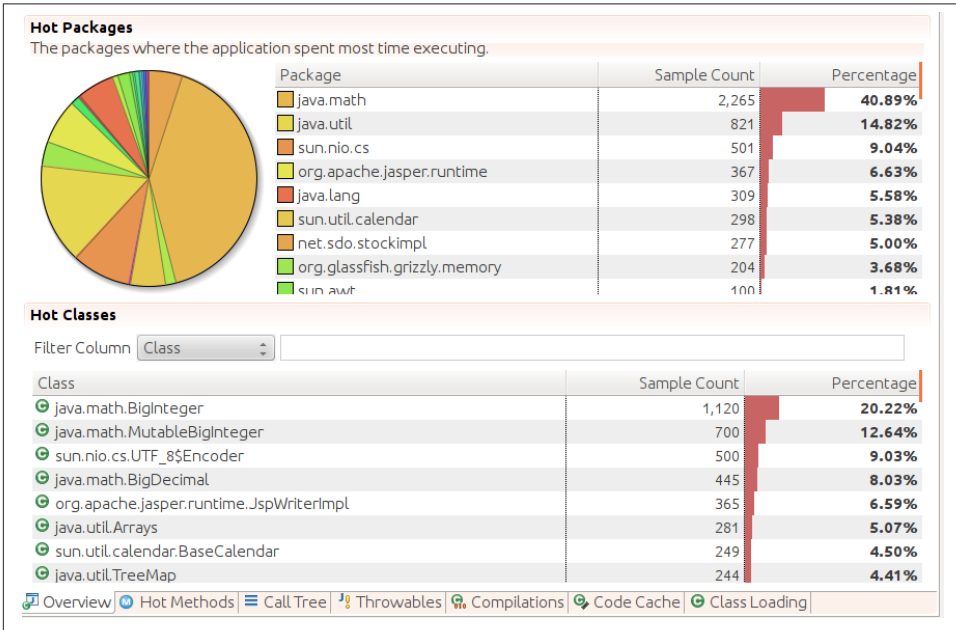 Hot Packages
The packages where the application spent most time executing.
Package Sample Count Percentage
java.math 2,265 40.89%
java.util 821 14.82%
sun.nio.cs 501 9.04%
org.apache.jasper.runtime 367 6.63%
java.lang 309 5.58%
sun.util.calendar 298 5.38%
net.sdo.stockimpl 277 5.00%
org.glassfish.grizzly.memory 204 3.68%
sun.awt 100 1.81%
Hot Classes
Filter Column Class
Class Sample Count Percentage
java.math.BigInteger 1,120 20.22%
java.math.MutableBigInteger 700 12.64%
sun.nio.cs.UTF_8$Encoder 500 9.03%
java.math.BigDecimal 445 8.03%
org.apache.jasper.runtime.JspWriterImpl 365 6.59%
java.util.Arrays 281 5.07%
sun.util.calendar.BaseCalendar 249 4.50%
java.util.TreeMap 244 4.41%
Overview Hot Methods Call Tree Throwables Compilations Code Cache Class Loading